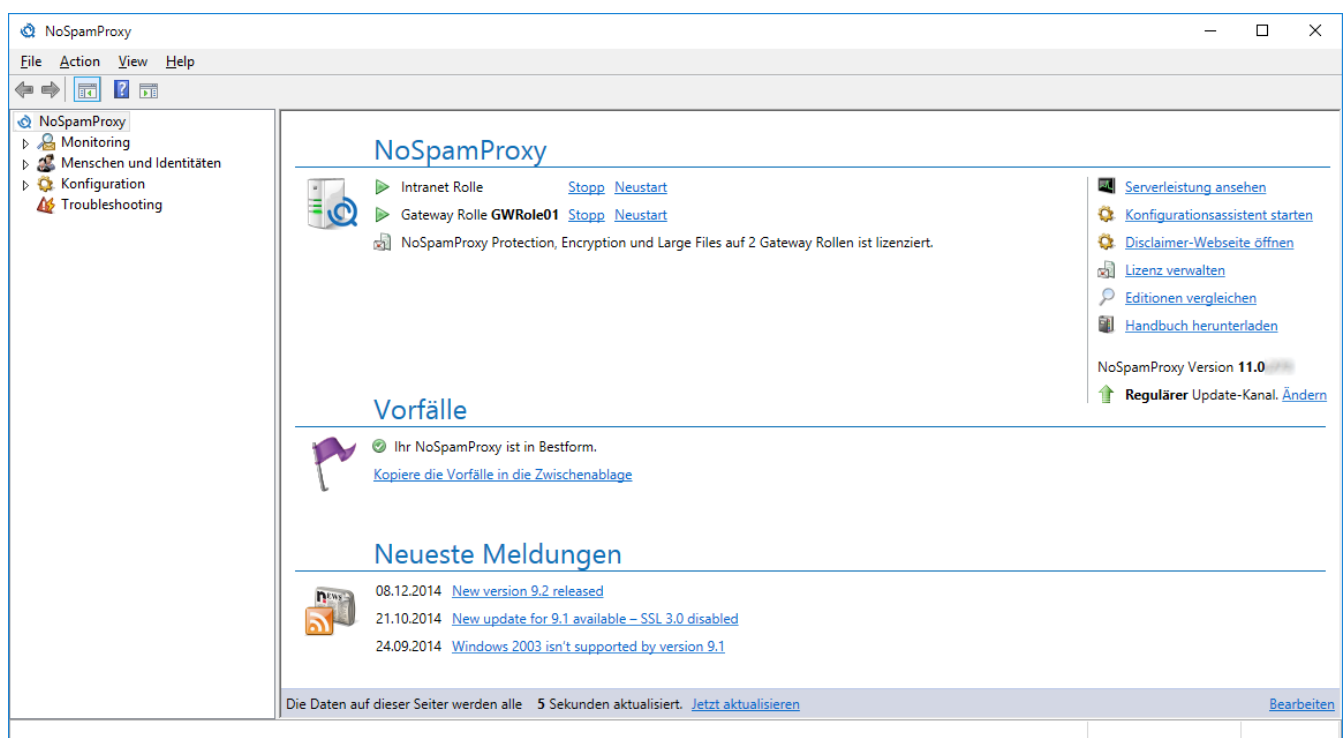 NoSpamProxy
File Action View Help
NoSpamProxy
Monitoring
Menschen und Identitäten
Konfiguration
Troubleshooting
NoSpamProxy
Intranet Rolle Stopp Neustart
Gateway Rolle GWRole01 Stopp Neustart
NoSpamProxy Protection, Encryption und Large Files auf 2 Gateway Rollen ist lizenziert.
Serverleistung ansehen
Konfigurationsassistent starten
Disclaimer-Webseite öffnen
Lizenz verwalten
Editionen vergleichen
Handbuch herunterladen
NoSpamProxy Version 11.0
Regulärer Update-Kanal. Ändern
Vorfälle
Ihr NoSpamProxy ist in Bestform.
Kopiere die Vorfälle in die Zwischenablage
Neueste Meldungen
NEWS
08.12.2014 New version 9.2 released
21.10.2014 New update for 9.1 available – SSL 3.0 disabled
24.09.2014 Windows 2003 isn't supported by version 9.1
Die Daten auf dieser Seiter werden alle 5 Sekunden aktualisiert. Jetzt aktualisieren Bearbeiten